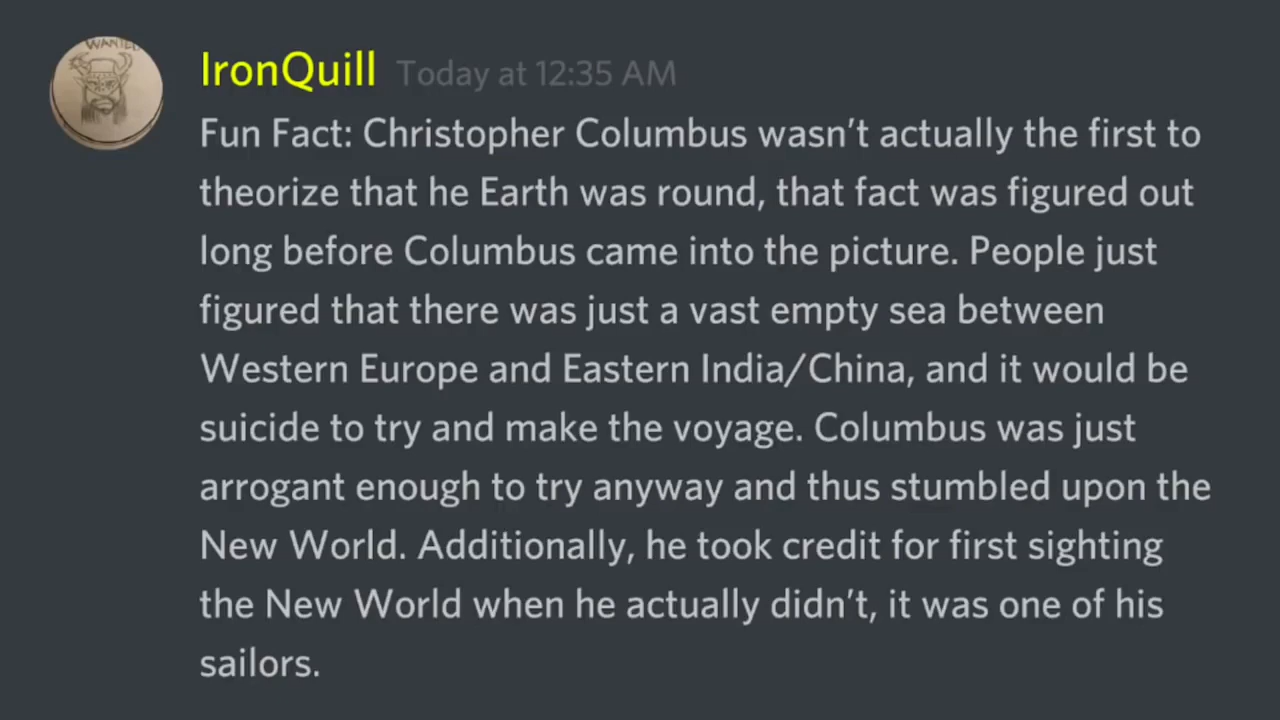 WANTED
IronQuill Today at 12:35 AM
Fun Fact: Christopher Columbus wasn’t actually the first to
theorize that he Earth was round, that fact was figured out
long before Columbus came into the picture. People just
figured that there was just a vast empty sea between
Western Europe and Eastern India/China, and it would be
suicide to try and make the voyage. Columbus was just
arrogant enough to try anyway and thus stumbled upon the
New World. Additionally, he took credit for first sighting
the New World when he actually didn’t, it was one of his
sailors.